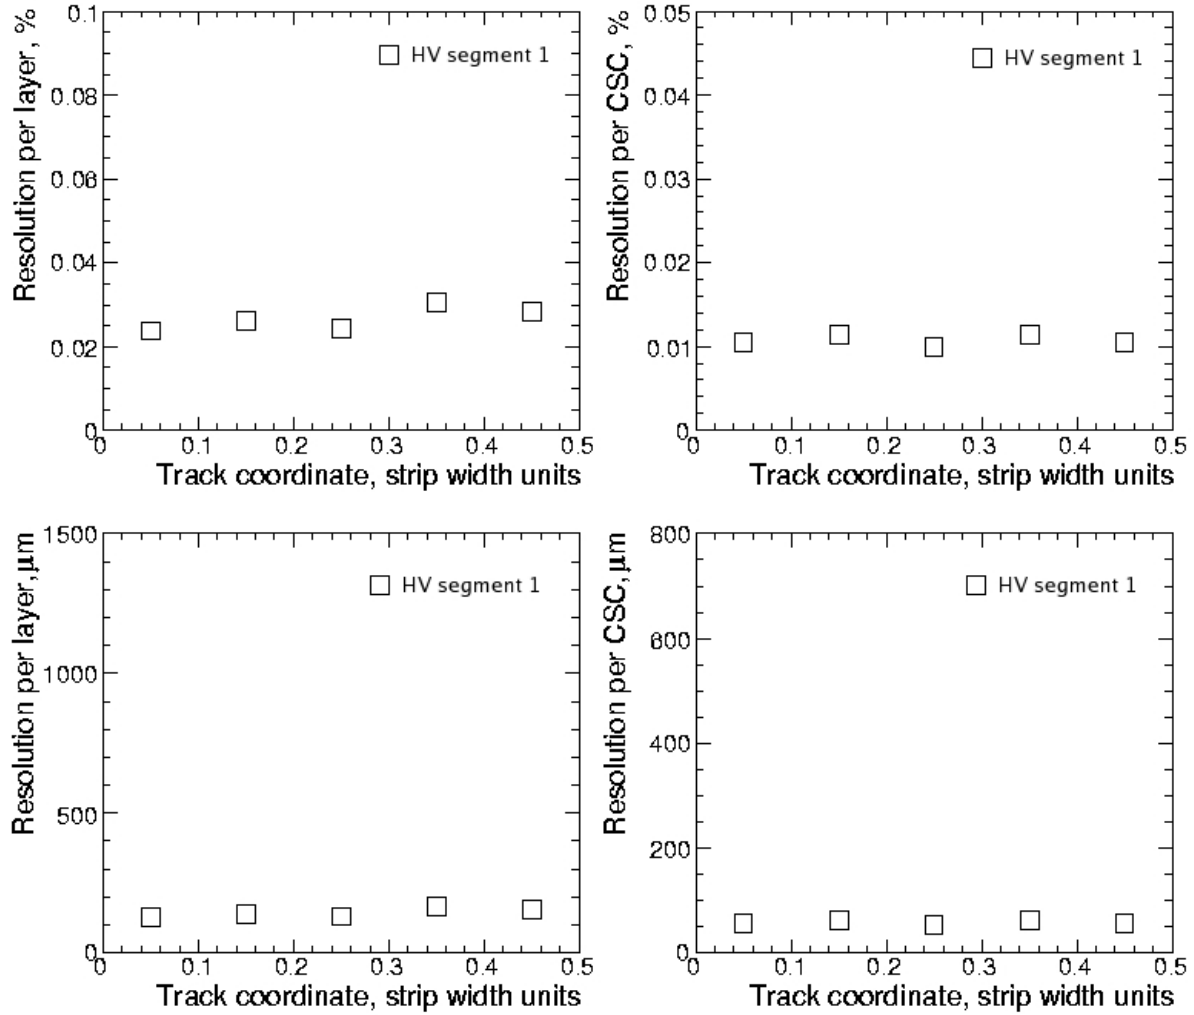 Resolution per layer, %
0.1
0.08
0.06
0.04
0.02
0
HV segment 1
0 0.1 0.2 0.3 0.4 0.5
Track coordinate, strip width units
Resolution per CSC, %
0.05
0.04
0.03
0.02
0.01
0
HV segment 1
0 0.1 0.2 0.3 0.4 0.5
Track coordinate, strip width units
Resolution per layer,μm
1500
1000
500
0
HV segment 1
0 0.1 0.2 0.3 0.4 0.5
Track coordinate, strip width units
Resolution per CSC,μm
800
600
400
200
0
HV segment 1
0 0.1 0.2 0.3 0.4 0.5
Track coordinate, strip width units